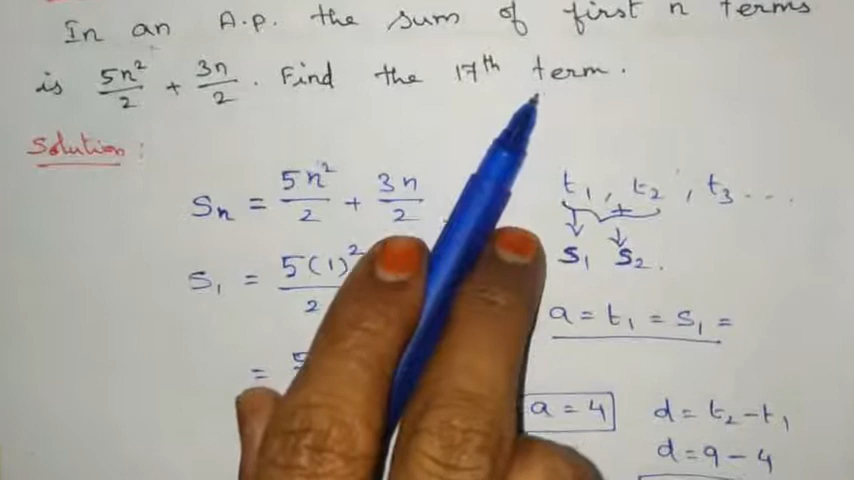 In an A.P. the sum of first n terms
is 5n²/2 + 3n/2 . Find the 17th term.
Solution :
Sn = 5n²/2 + 3n/2
t1, t2, t3 ...
+
S1 S2.
S1 = 5(1)²/2
a = t1 = S1 =
=
a = 4
d = t2 - t1
d = 9 - 4